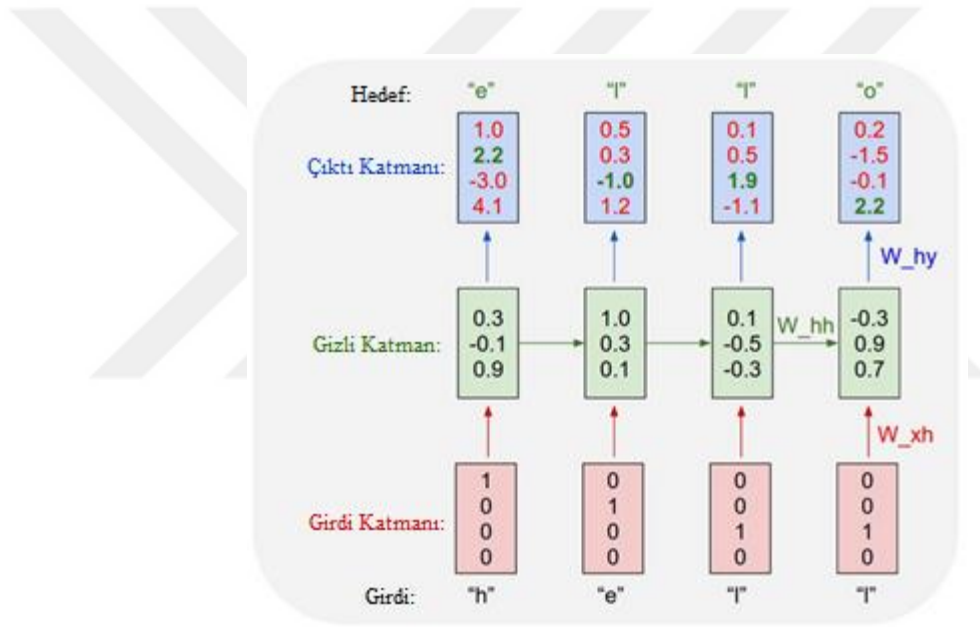 Hedef: "e" "l" "l" "o"
1.0 0.5 0.1 0.2
2.2 0.3 0.5 -1.5
Çıktı Katmanı:
-3.0 -1.0 1.9 -0.1
4.1 1.2 -1.1 2.2
W_hy
0.3 1.0 0.1 W_hh -0.3
Gizli Katman: -0.1 0.3 -0.5 0.9
0.9 0.1 -0.3 0.7
W_xh
1 0 0 0
0 1 0 0
Girdi Katmanı:
0 0 1 1
0 0 0 0
Girdi: "h" "e" "l" "l"